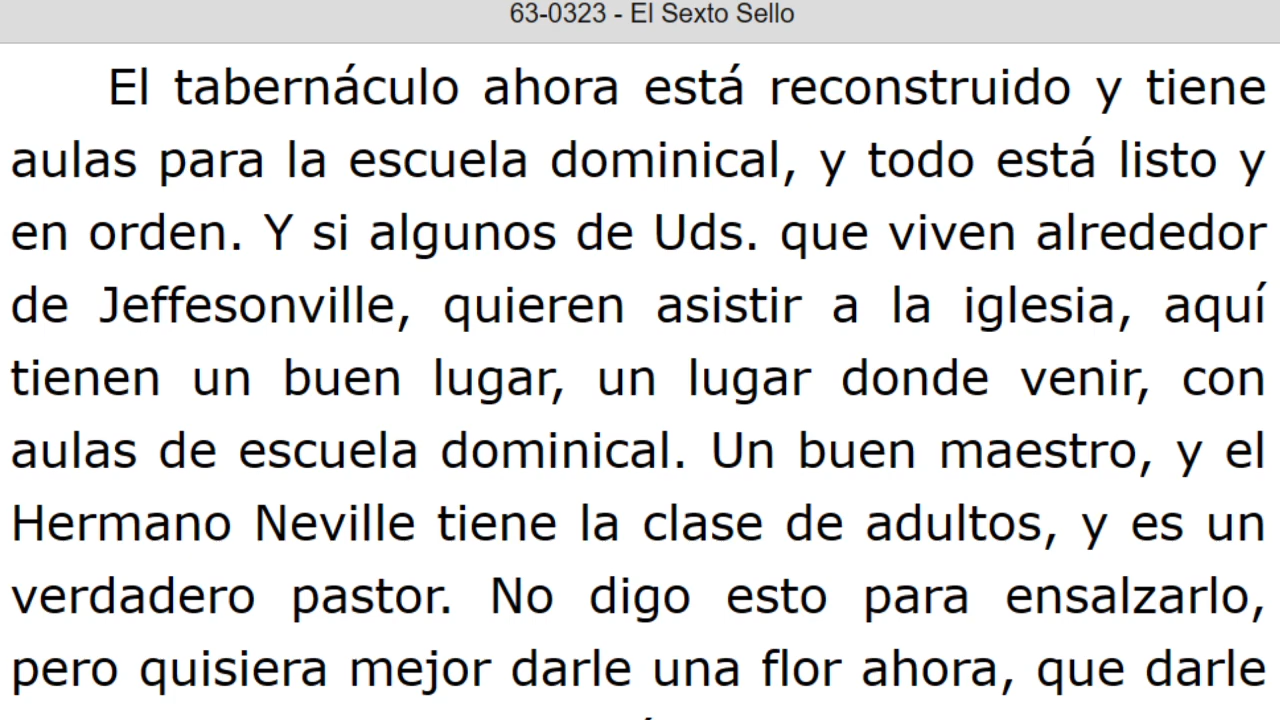 63-0323 - El Sexto Sello
El tabernáculo ahora está reconstruido y tiene
aulas para la escuela dominical, y todo está listo y
en orden. Y si algunos de Uds. que viven alrededor
de Jeffesonville, quieren asistir a la iglesia, aquí
tienen un buen lugar, un lugar donde venir, con
aulas de escuela dominical. Un buen maestro, y el
Hermano Neville tiene la clase de adultos, y es un
verdadero pastor. No digo esto para ensalzarlo,
pero quisiera mejor darle una flor ahora, que darle